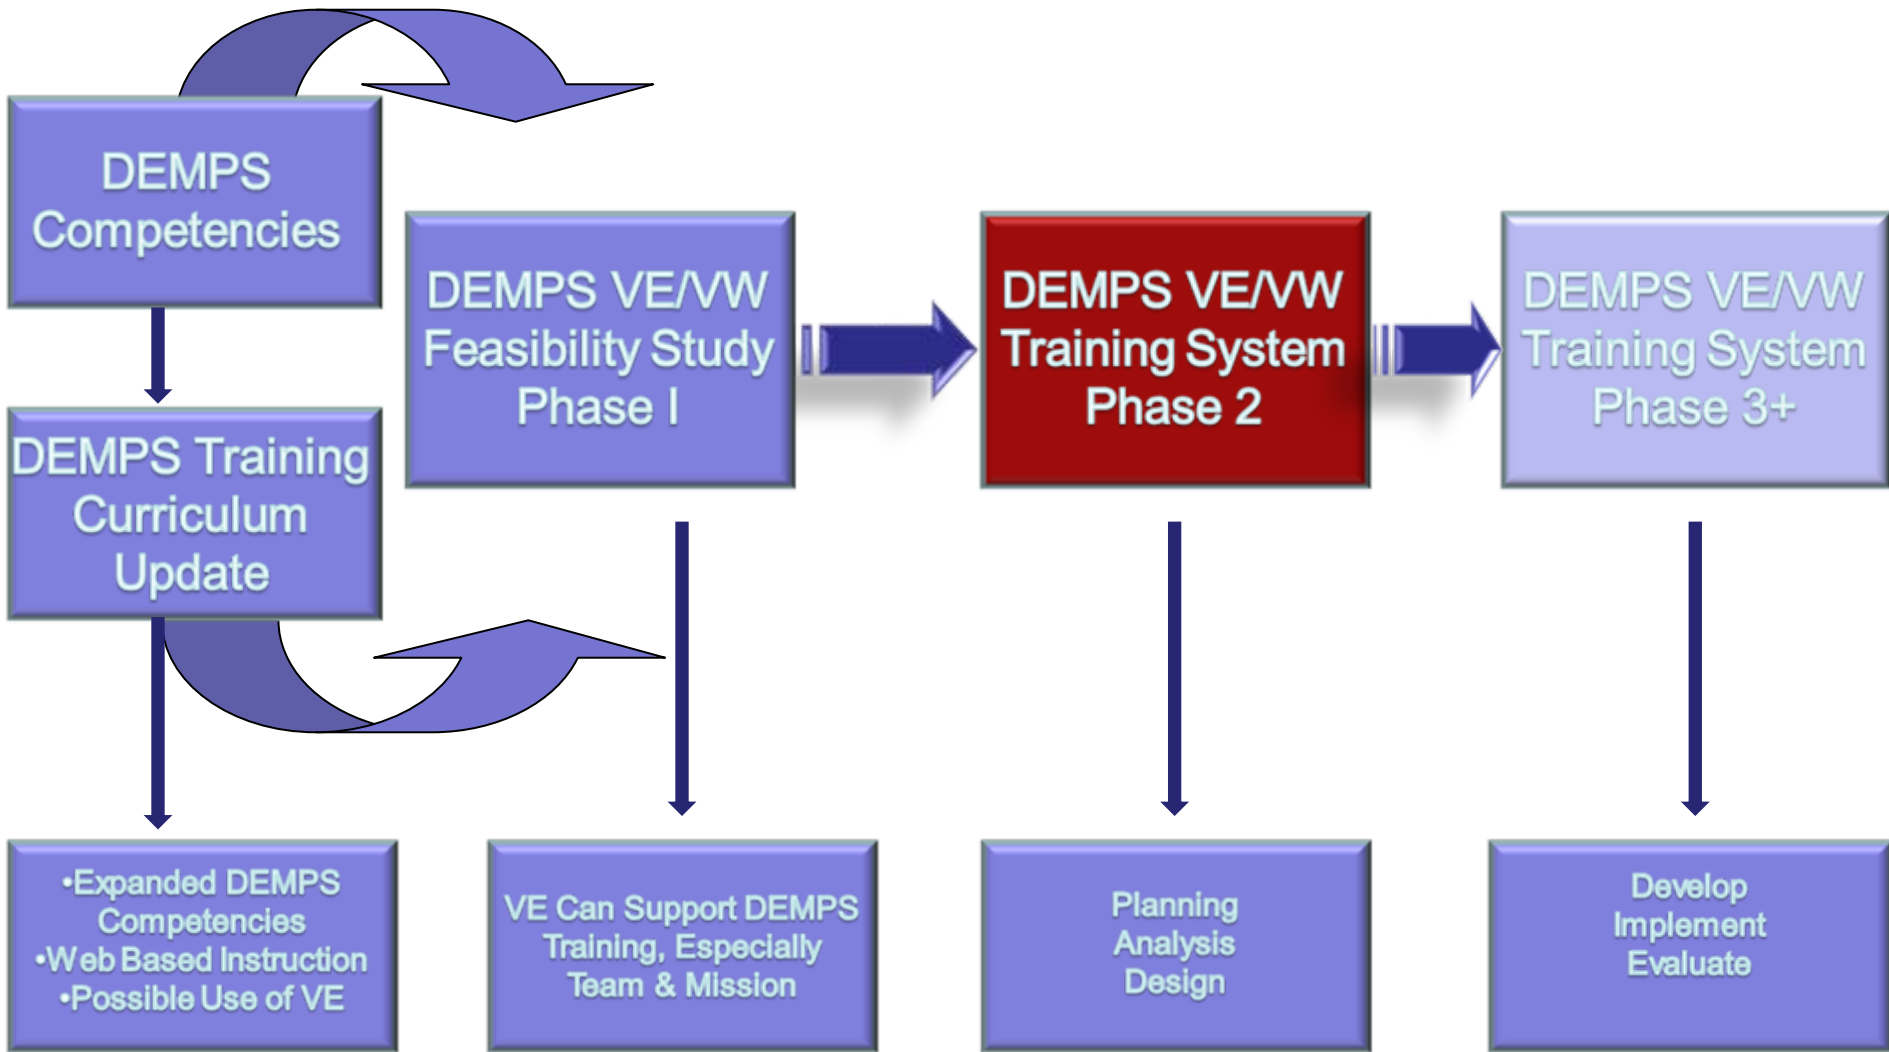 DEMPS
Competencies
DEMPS Training
Curriculum
Update
DEMPS VE/VW
Feasibility Study
Phase I
DEMPS VE/VW
Training System
Phase 2
DEMPS VE/VW
Training System
Phase 3+
•Expanded DEMPS
Competencies
•Web Based Instruction
•Possible Use of VE
VE Can Support DEMPS
Training, Especially
Team & Mission
Planning
Analysis
Design
Develop
Implement
Evaluate